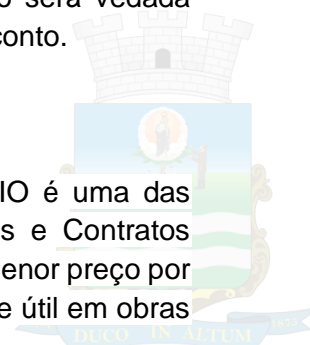 será vedada
conto.
IO é uma das
s e Contratos
enor preço por
e útil em obras
DUCO IN ALTUM